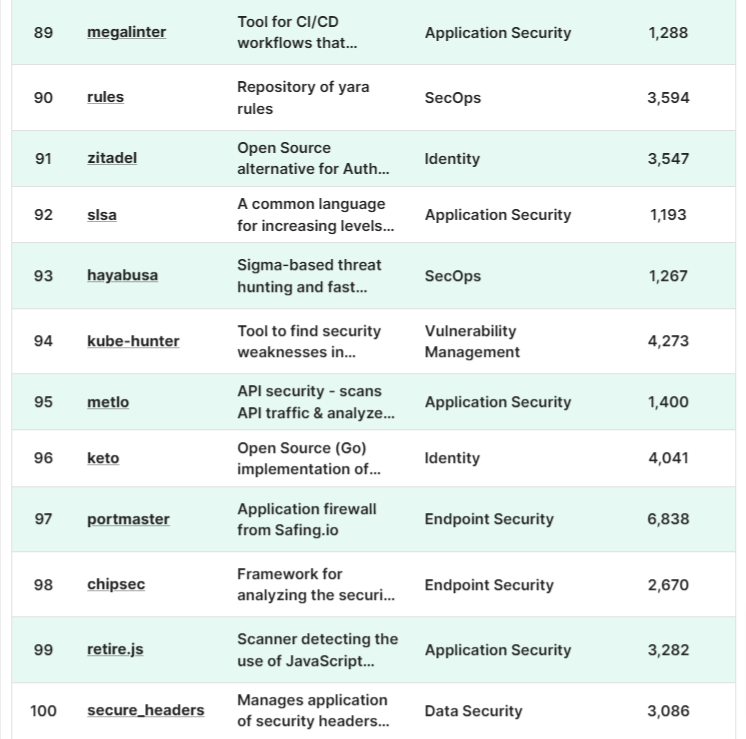 89 megalinter Tool for CI/CD workflows that... Application Security 1,288
90 rules Repository of yara rules SecOps 3,594
91 zitadel Open Source alternative for Auth... Identity 3,547
92 slsa A common language for increasing levels... Application Security 1,193
93 hayabusa Sigma-based threat hunting and fast... SecOps 1,267
94 kube-hunter Tool to find security weaknesses in... Vulnerability Management 4,273
95 metlo API security - scans API traffic & analyze... Application Security 1,400
96 keto Open Source (Go) implementation of... Identity 4,041
97 portmaster Application firewall from Safing.io Endpoint Security 6,838
98 chipsec Framework for analyzing the securi... Endpoint Security 2,670
99 retire.js Scanner detecting the use of JavaScript... Application Security 3,282
100 secure_headers Manages application of security headers... Data Security 3,086